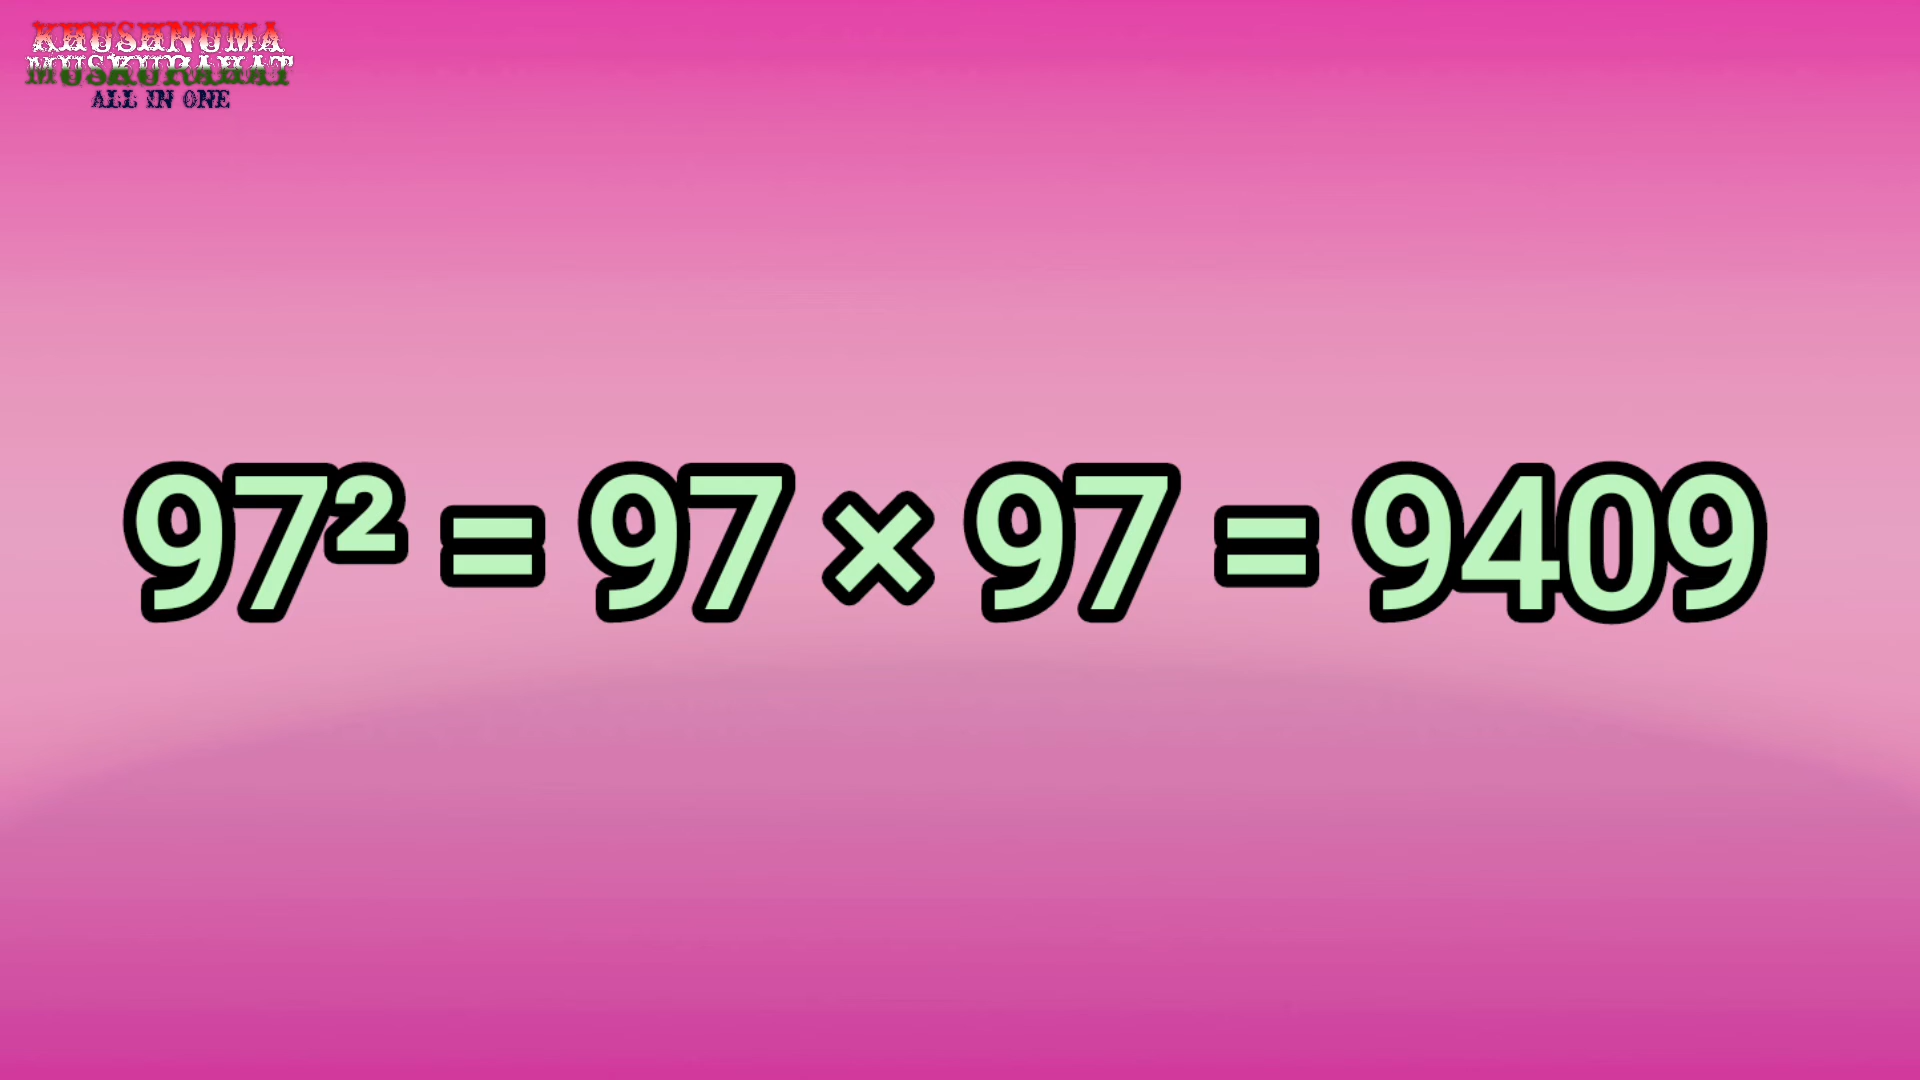 KHUSHNUMA
MUSKURAHAT
ALL IN ONE
97² = 97 × 97 = 9409